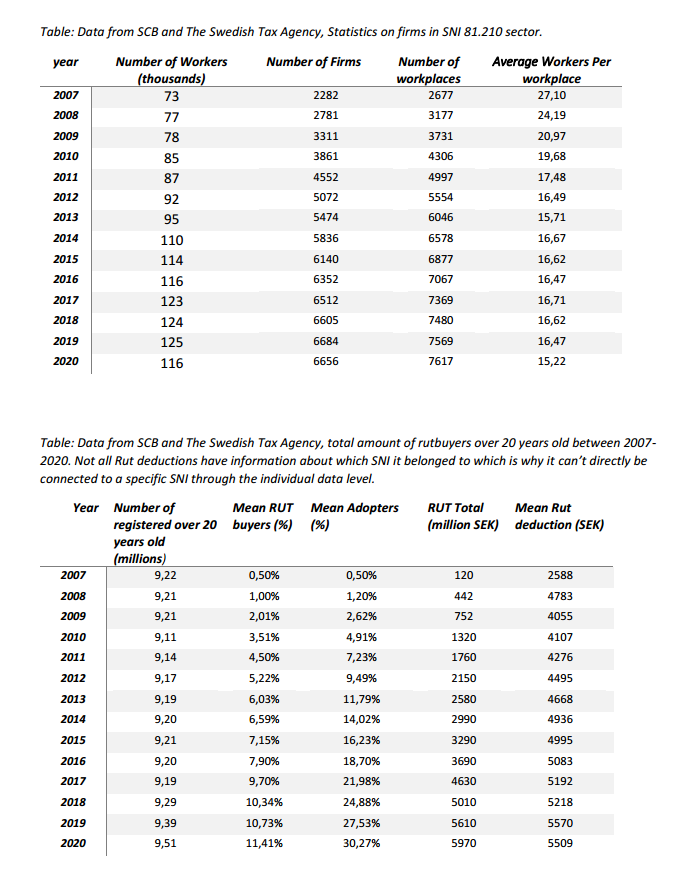 Table: Data from SCB and The Swedish Tax Agency, Statistics on firms in SNI 81.210 sector.
year Number of Workers Number of Firms Number of Average Workers Per
(thousands) workplaces workplace
2007 73 2282 2677 27,10
2008 77 2781 3177 24,19
2009 78 3311 3731 20,97
2010 85 3861 4306 19,68
2011 87 4552 4997 17,48
2012 92 5072 5554 16,49
2013 95 5474 6046 15,71
2014 110 5836 6578 16,67
2015 114 6140 6877 16,62
2016 116 6352 7067 16,47
2017 123 6512 7369 16,71
2018 124 6605 7480 16,62
2019 125 6684 7569 16,47
2020 116 6656 7617 15,22
Table: Data from SCB and The Swedish Tax Agency, total amount of rutbuyers over 20 years old between 2007-
2020. Not all Rut deductions have information about which SNI it belonged to which is why it can't directly be
connected to a specific SNI through the individual data level.
Year Number of Mean RUT Mean Adopters RUT Total Mean Rut
registered over 20 buyers (%) (%) (million SEK) deduction (SEK)
years old
(millions)
2007 9,22 0,50% 0,50% 120 2588
2008 9,21 1,00% 1,20% 442 4783
2009 9,21 2,01% 2,62% 752 4055
2010 9,11 3,51% 4,91% 1320 4107
2011 9,14 4,50% 7,23% 1760 4276
2012 9,17 5,22% 9,49% 2150 4495
2013 9,19 6,03% 11,79% 2580 4668
2014 9,20 6,59% 14,02% 2990 4936
2015 9,21 7,15% 16,23% 3290 4995
2016 9,20 7,90% 18,70% 3690 5083
2017 9,19 9,70% 21,98% 4630 5192
2018 9,29 10,34% 24,88% 5010 5218
2019 9,39 10,73% 27,53% 5610 5570
2020 9,51 11,41% 30,27% 5970 5509